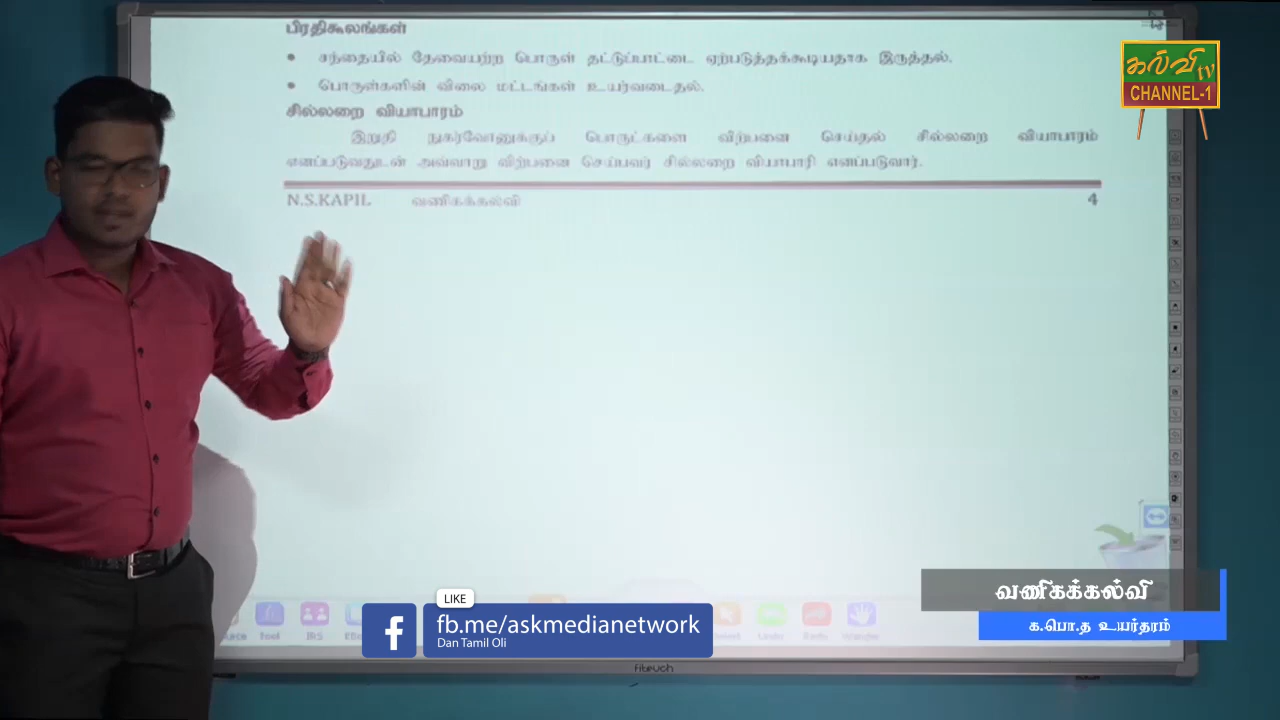 பிரதிகூலங்கள்
• சந்தையில் தேவையற்ற பொருள் தட்டுப்பாட்டை ஏற்படுத்தக்கூடியதாக இருத்தல்.
• பொருள்களின் விலை மட்டங்கள் உயர்வடைதல்.
சில்லறை வியாபாரம்
இறுதி நுகர்வோனுக்குப் பொருட்களை விற்பனை செய்தல் சில்லறை வியாபாரம்
எனப்படுவதுடன் அவ்வாறு விற்பனை செய்பவர் சில்லறை வியாபாரி எனப்படுவார்.
N.S.KAPIL வணிகக்கல்வி 4
கல்வி tv
CHANNEL-1
வணிகக்கல்வி
க.பொ.த உயர்தரம்
LIKE
fb.me/askmedianetwork
Dan Tamil Oli
fitouch